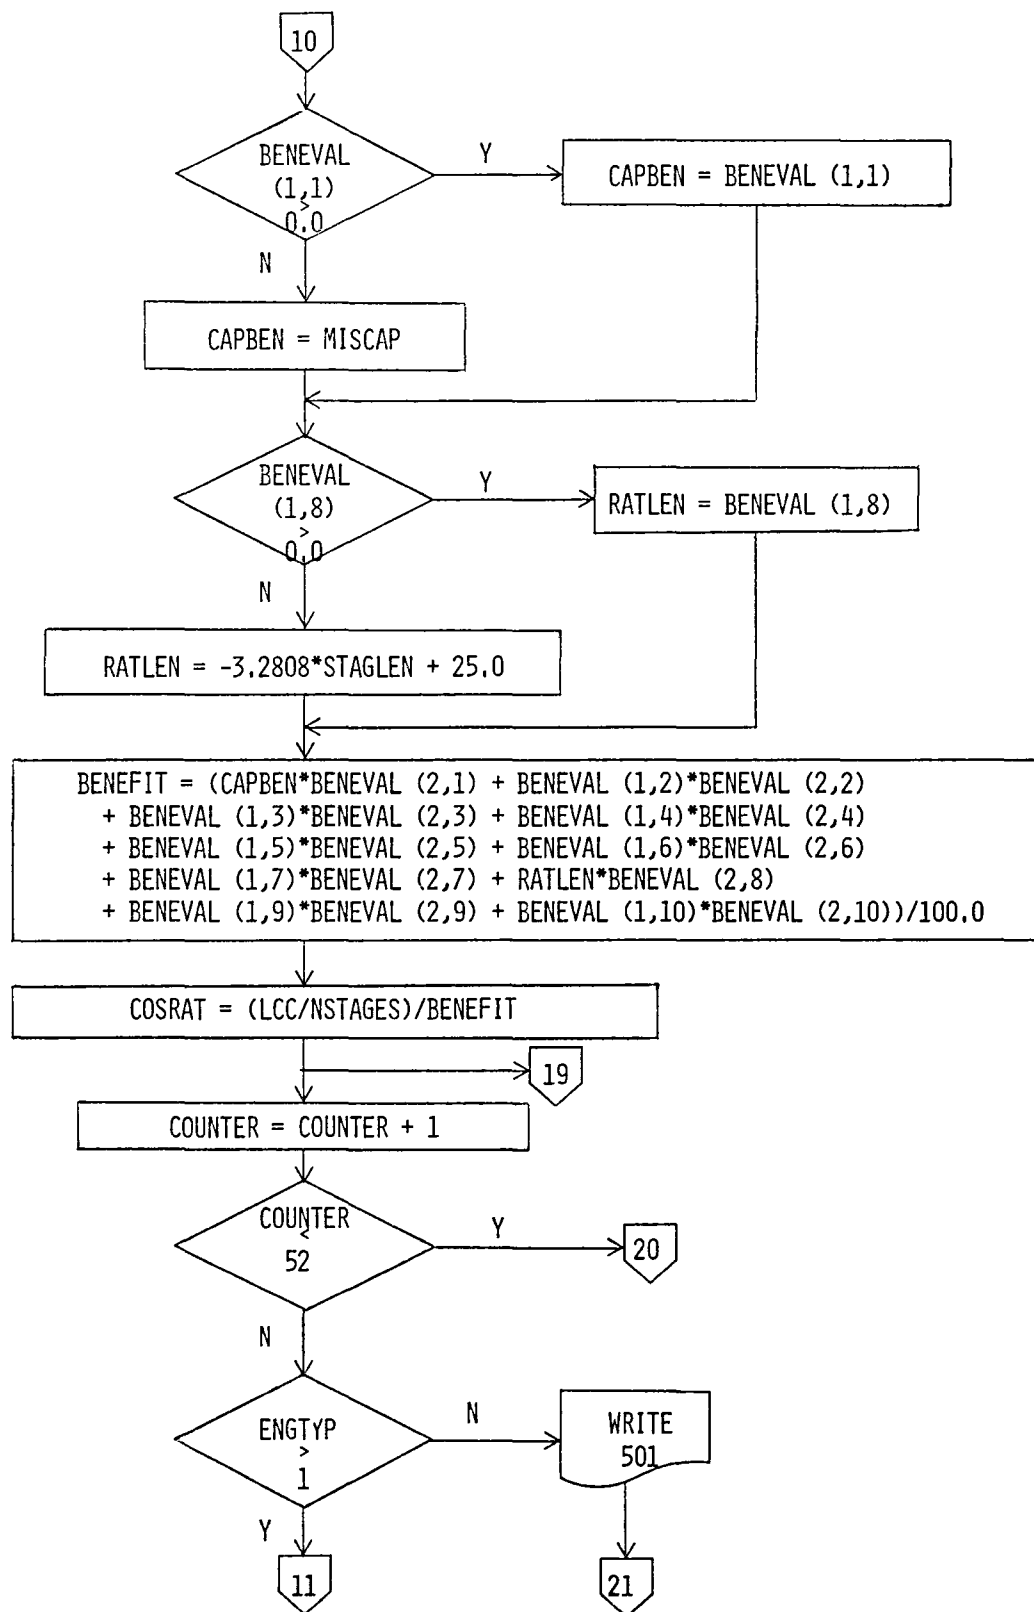 10
BENEVAL
(1,1)
>
0.0
Y
CAPBEN = BENEVAL (1,1)
N
CAPBEN = MISCAP
BENEVAL
(1,8)
>
0.0
Y
RATLEN = BENEVAL (1,8)
N
RATLEN = -3.2808*STAGLEN + 25.0
BENEFIT = (CAPBEN*BENEVAL (2,1) + BENEVAL (1,2)*BENEVAL (2,2)
+ BENEVAL (1,3)*BENEVAL (2,3) + BENEVAL (1,4)*BENEVAL (2,4)
+ BENEVAL (1,5)*BENEVAL (2,5) + BENEVAL (1,6)*BENEVAL (2,6)
+ BENEVAL (1,7)*BENEVAL (2,7) + RATLEN*BENEVAL (2,8)
+ BENEVAL (1,9)*BENEVAL (2,9) + BENEVAL (1,10)*BENEVAL (2,10))/100.0
COSRAT = (LCC/NSTAGES)/BENEFIT
19
COUNTER = COUNTER + 1
COUNTER
<
52
Y
20
N
ENGTYP
>
1
N
WRITE
501
Y
11
21